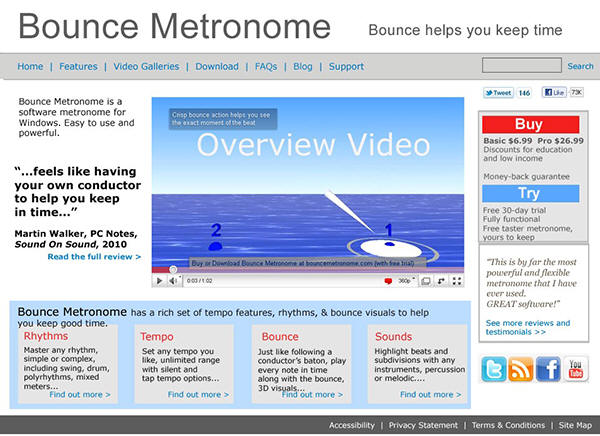 Bounce Metronome
Bounce helps you keep time
Home | Features | Video Galleries | Download | FAQs | Blog | Support
Search
Tweet 146 Like 73K
Bounce Metronome is a
software metronome for
Windows. Easy to use and
powerful.
“...feels like having
your own conductor
to help you keep
in time...”
Martin Walker, PC Notes,
Sound On Sound, 2010
Read the full review >
Crisp bounce action helps you see
the exact moment of the beat
Overview Video
2
1
Buy or Download Bounce Metronome at bouncemetronome.com (with free trial)
0:03 / 1:02
360p
Buy
Basic $6.99 Pro $26.99
Discounts for education
and low income
Money-back guarantee
Try
Free 30-day trial
Fully functional
Free taster metronome,
yours to keep
“This is by far the most
powerful and flexible
metronome that I have
ever used.
GREAT software!”
See more reviews and
testimonials >>
You
Tube
Bounce Metronome has a rich set of tempo features, rhythms, & bounce visuals to help
you keep good time.
Rhythms
Master any rhythm,
simple or complex,
including swing, drum,
polyrhythms, mixed
meters...
Find out more >
Tempo
Set any tempo you
like, unlimited range
with silent and
tap tempo options...
Find out more >
Bounce
Just like following a
conductor's baton, play
every note in time
along with the bounce,
3D visuals...
Find out more >
Sounds
Highlight beats and
subdivisions with any
instruments, percussion
or melodic....
Find out more >
Accessibility | Privacy Statement | Terms & Conditions | Site Map